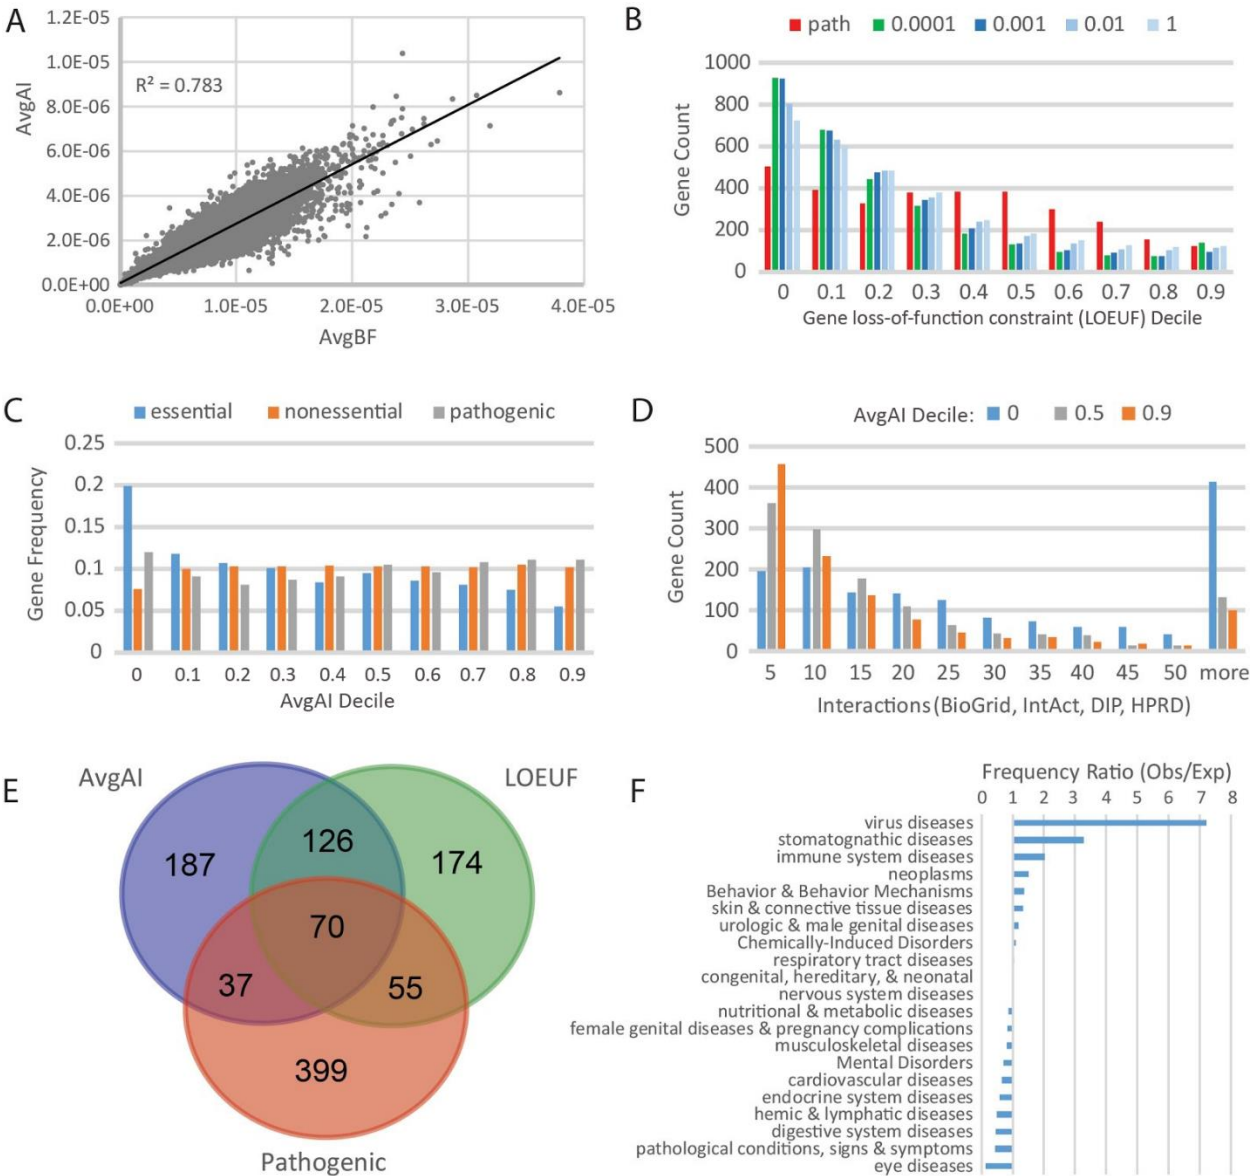 A
AvgAI
1.2E-05
1.0E-05
8.0E-06
6.0E-06
4.0E-06
2.0E-06
0.0E+00
R² = 0.783
0.0E+00 1.0E-05 2.0E-05 3.0E-05 4.0E-05
AvgBF
B
path 0.0001 0.001 0.01 1
Gene Count
1000
800
600
400
200
0
0 0.1 0.2 0.3 0.4 0.5 0.6 0.7 0.8 0.9
Gene loss-of-function constraint (LOEUF) Decile
C
essential nonessential pathogenic
Gene Frequency
0.25
0.2
0.15
0.1
0.05
0
0 0.1 0.2 0.3 0.4 0.5 0.6 0.7 0.8 0.9
AvgAI Decile
D
AvgAI Decile: 0 0.5 0.9
Gene Count
500
400
300
200
100
0
5 10 15 20 25 30 35 40 45 50 more
Interactions (BioGrid, IntAct, DIP, HPRD)
E
AvgAI
LOEUF
187
126
174
70
37
55
399
Pathogenic
F
Frequency Ratio (Obs/Exp)
0 1 2 3 4 5 6 7 8
virus diseases
stomatognathic diseases
immune system diseases
neoplasms
Behavior & Behavior Mechanisms
skin & connective tissue diseases
urologic & male genital diseases
Chemically-Induced Disorders
respiratory tract diseases
congenital, hereditary, & neonatal
nervous system diseases
nutritional & metabolic diseases
female genital diseases & pregnancy complications
musculoskeletal diseases
Mental Disorders
cardiovascular diseases
endocrine system diseases
hemic & lymphatic diseases
digestive system diseases
pathological conditions, signs & symptoms
eye diseases